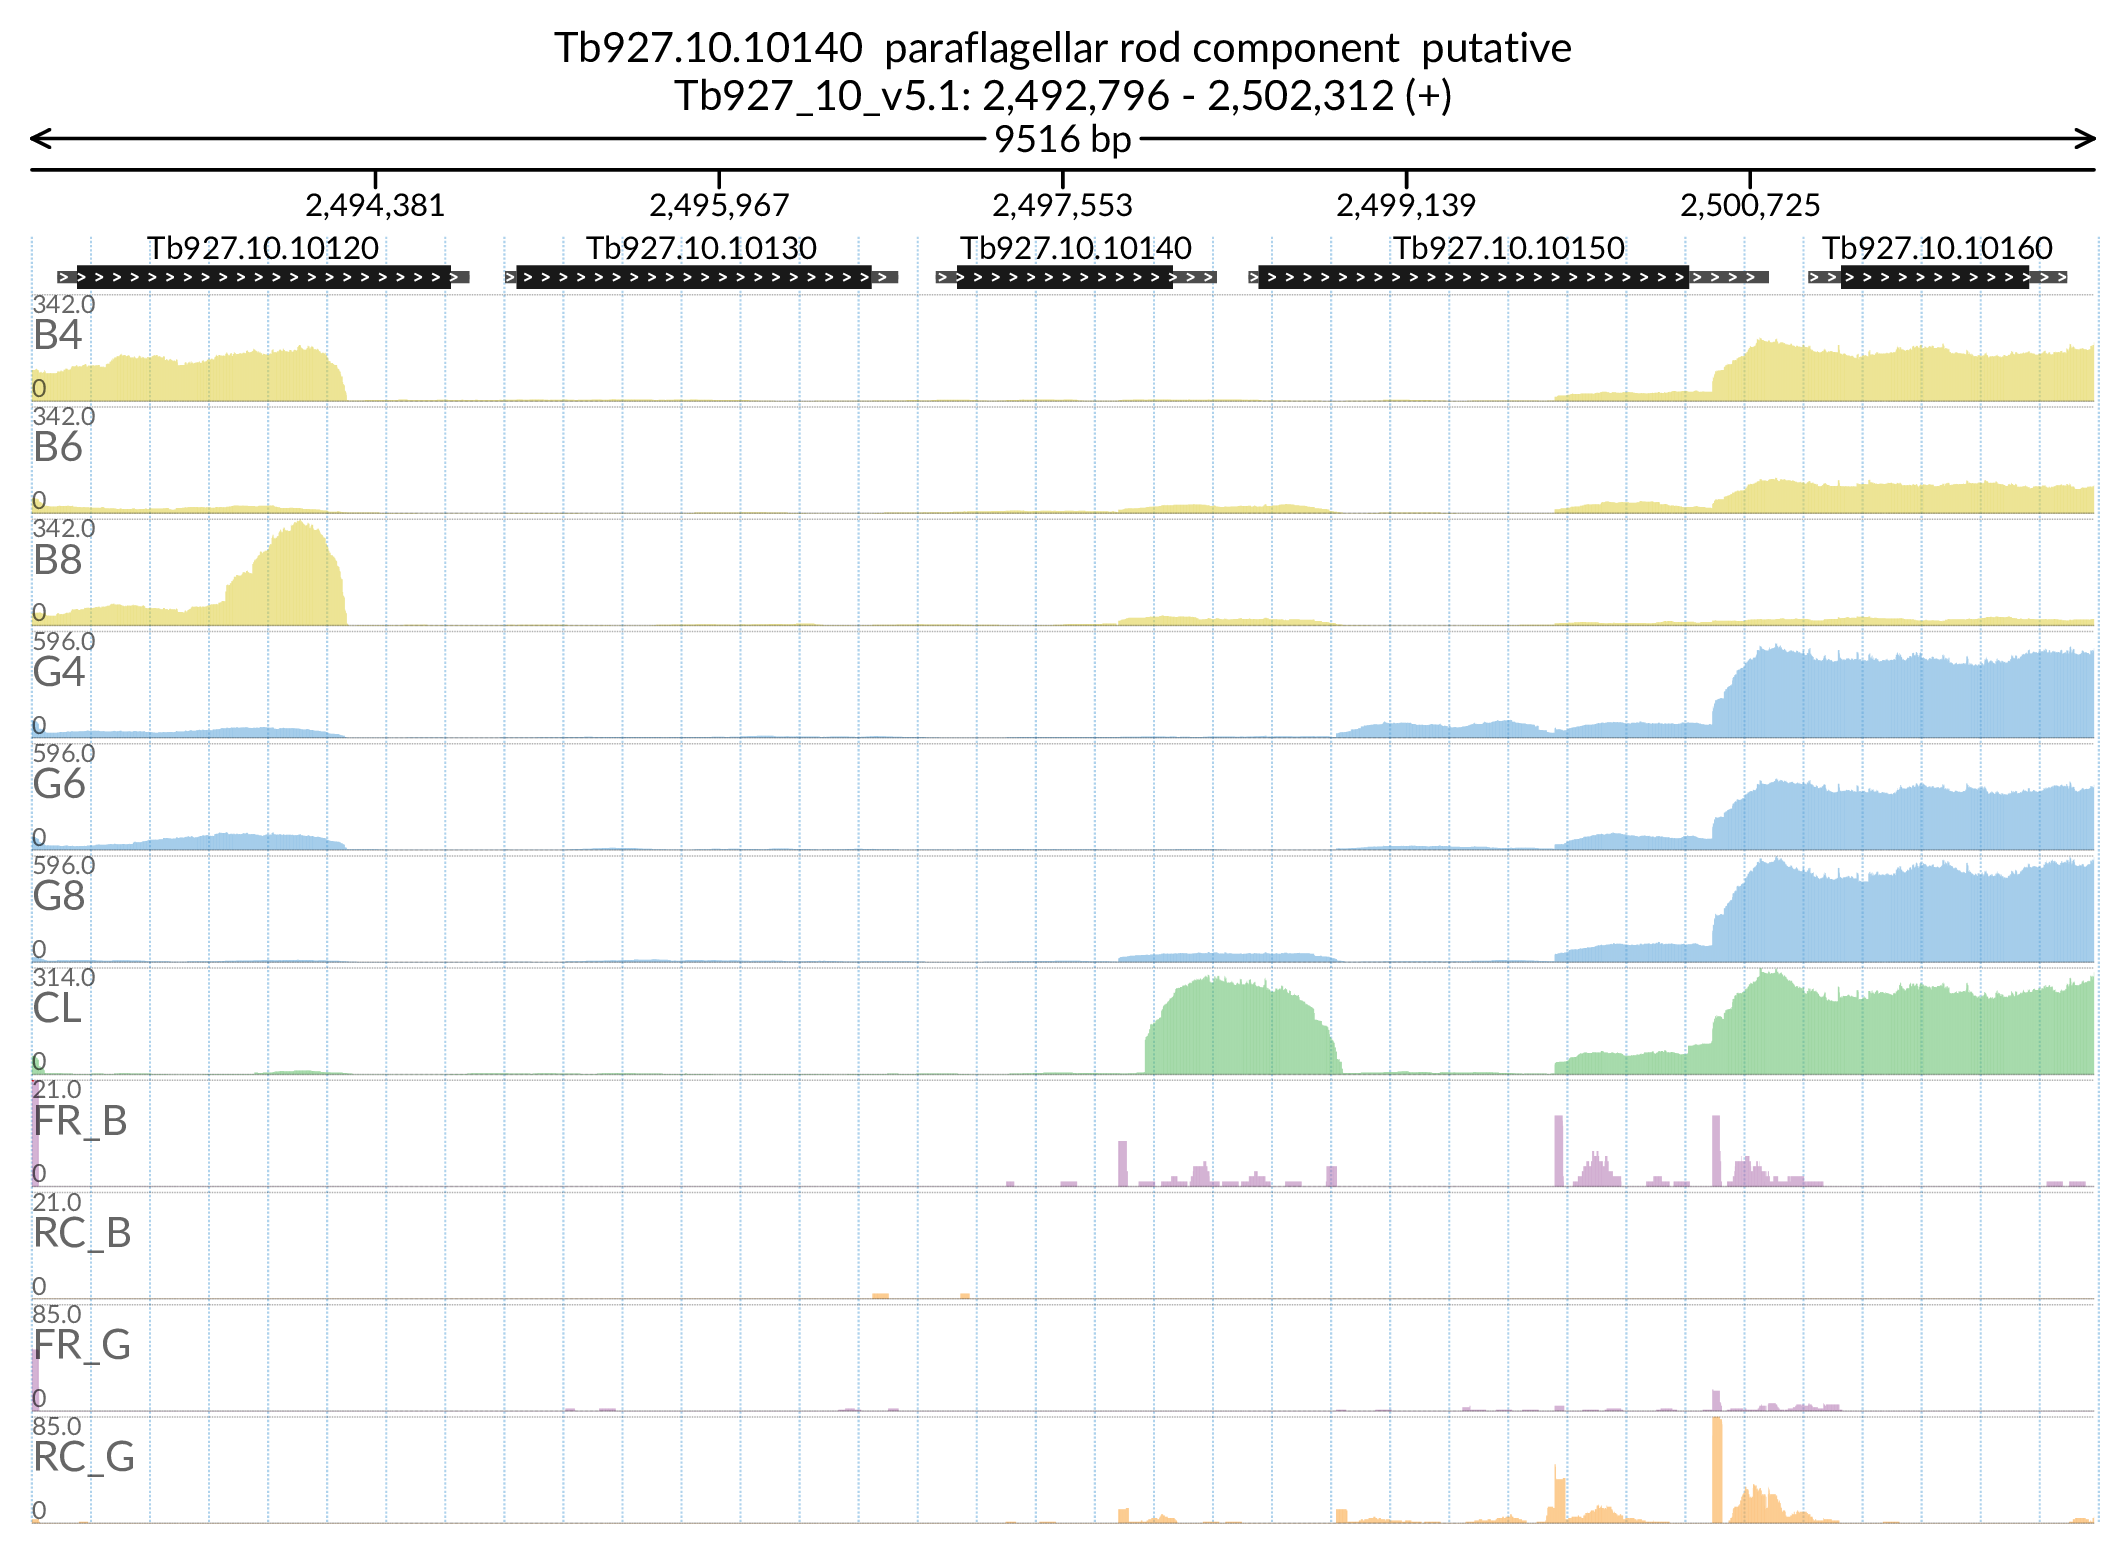 Tb927.10.10140 paraflagellar rod component putative
Tb927_10_v5.1: 2,492,796 - 2,502,312 (+)
9516 bp
2,494,381 2,495,967 2,497,553 2,499,139 2,500,725
Tb927.10.10120 Tb927.10.10130 Tb927.10.10140 Tb927.10.10150 Tb927.10.10160
342.0
B4
0
342.0
B6
0
342.0
B8
0
596.0
G4
0
596.0
G6
0
596.0
G8
0
314.0
CL
0
21.0
FR_B
0
21.0
RC_B
0
85.0
FR_G
0
85.0
RC_G
0